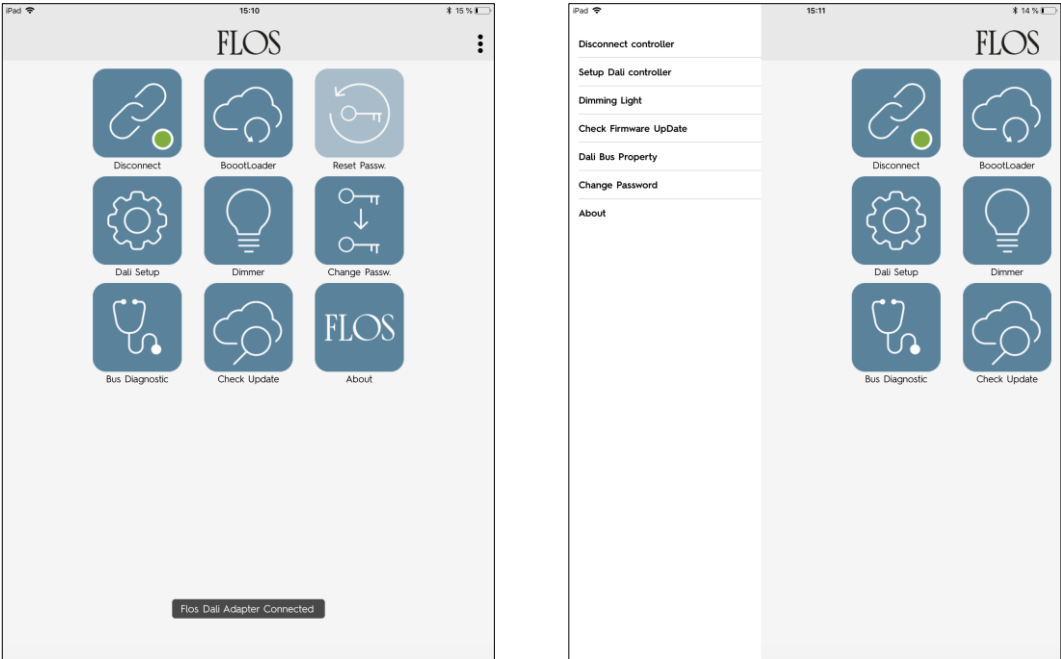 iPad 15:10 15 %
FLOS
Disconnect BoootLoader Reset Passw.
Dali Setup Dimmer Change Passw.
FLOS
Bus Diagnostic Check Update About
Flos Dali Adapter Connected
iPad 15:11 14 %
FLOS
Disconnect controller
Setup Dali controller
Dimming Light
Check Firmware UpDate
Dali Bus Property
Change Password
About
Disconnect BoootLoader
Dali Setup Dimmer
Bus Diagnostic Check Update